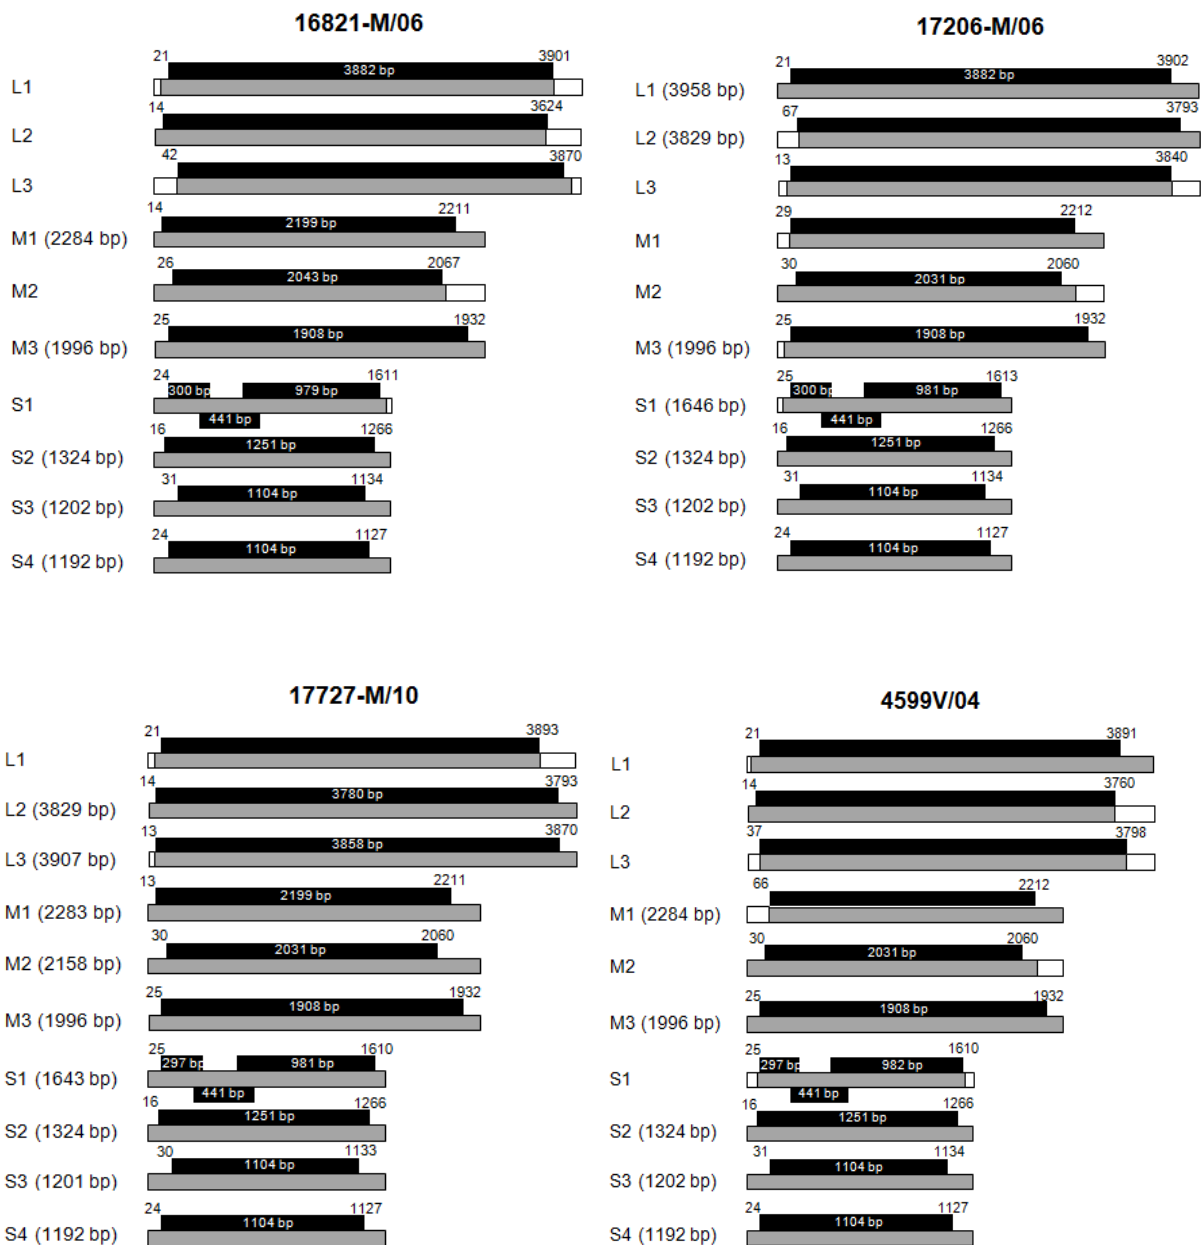 16821-M/06
21 3901
L1 3882 bp
14 3624
L2
42 3870
L3
14 2211
M1 (2284 bp) 2199 bp
26 2067
M2 2043 bp
25 1932
M3 (1996 bp) 1908 bp
24 1611
S1 300 bp 979 bp
441 bp
16 1266
S2 (1324 bp) 1251 bp
31 1134
S3 (1202 bp) 1104 bp
24 1127
S4 (1192 bp) 1104 bp
17206-M/06
21 3902
L1 (3958 bp) 3882 bp
67 3793
L2 (3829 bp)
13 3840
L3
29 2212
M1
30 2060
M2 2031 bp
25 1932
M3 (1996 bp) 1908 bp
25 1613
S1 (1646 bp) 300 bp 981 bp
441 bp
16 1266
S2 (1324 bp) 1251 bp
31 1134
S3 (1202 bp) 1104 bp
24 1127
S4 (1192 bp) 1104 bp
17727-M/10
21 3893
L1
14 3793
L2 (3829 bp) 3780 bp
13 3870
L3 (3907 bp) 3858 bp
13 2211
M1 (2283 bp) 2199 bp
30 2060
M2 (2158 bp) 2031 bp
25 1932
M3 (1996 bp) 1908 bp
25 1610
S1 (1643 bp) 297 bp 981 bp
441 bp
16 1266
S2 (1324 bp) 1251 bp
30 1133
S3 (1201 bp) 1104 bp
24 1127
S4 (1192 bp) 1104 bp
4599V/04
21 3891
L1
14 3760
L2
37 3798
L3
66 2212
M1 (2284 bp)
30 2060
M2 2031 bp
25 1932
M3 (1996 bp) 1908 bp
25 1610
S1 297 bp 982 bp
441 bp
16 1266
S2 (1324 bp) 1251 bp
31 1134
S3 (1202 bp) 1104 bp
24 1127
S4 (1192 bp) 1104 bp